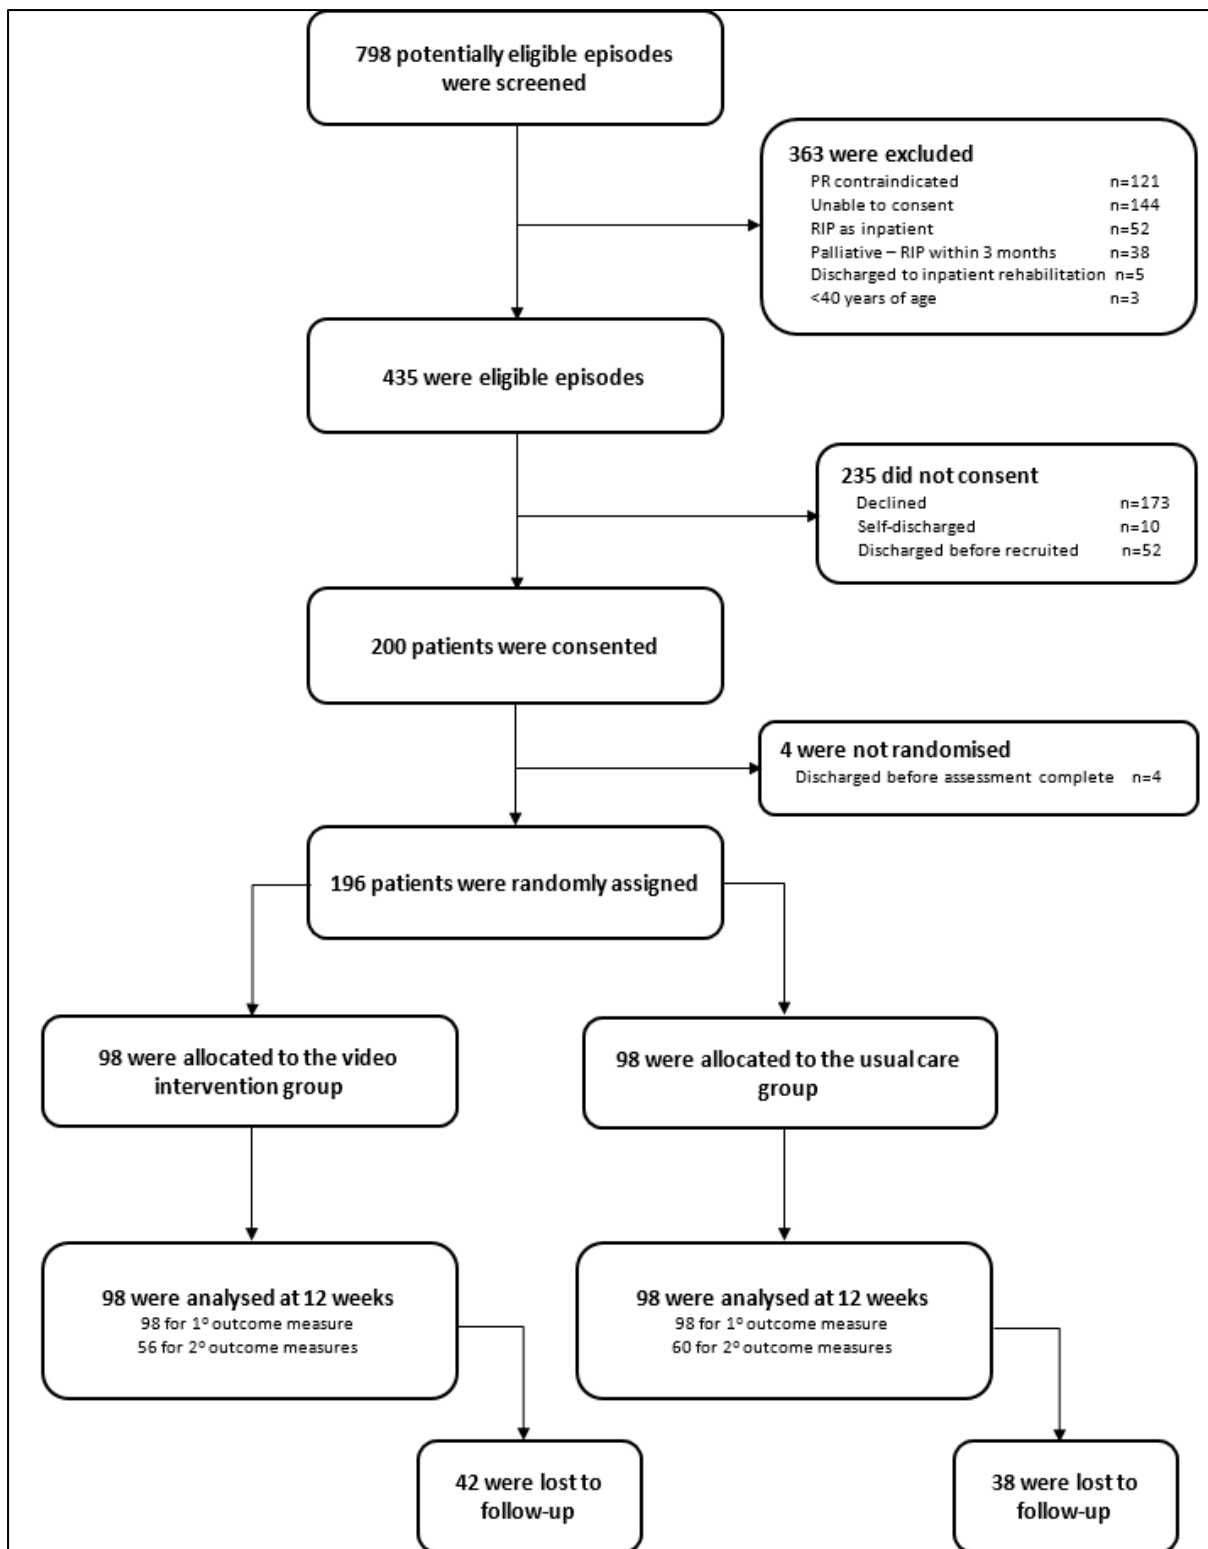 798 potentially eligible episodes
were screened
363 were excluded
PR contraindicated n=121
Unable to consent n=144
RIP as inpatient n=52
Palliative – RIP within 3 months n=38
Discharged to inpatient rehabilitation n=5
<40 years of age n=3
435 were eligible episodes
235 did not consent
Declined n=173
Self-discharged n=10
Discharged before recruited n=52
200 patients were consented
4 were not randomised
Discharged before assessment complete n=4
196 patients were randomly assigned
98 were allocated to the video
intervention group
98 were allocated to the usual care
group
98 were analysed at 12 weeks
98 for 1º outcome measure
56 for 2º outcome measures
98 were analysed at 12 weeks
98 for 1º outcome measure
60 for 2º outcome measures
42 were lost to
follow-up
38 were lost to
follow-up